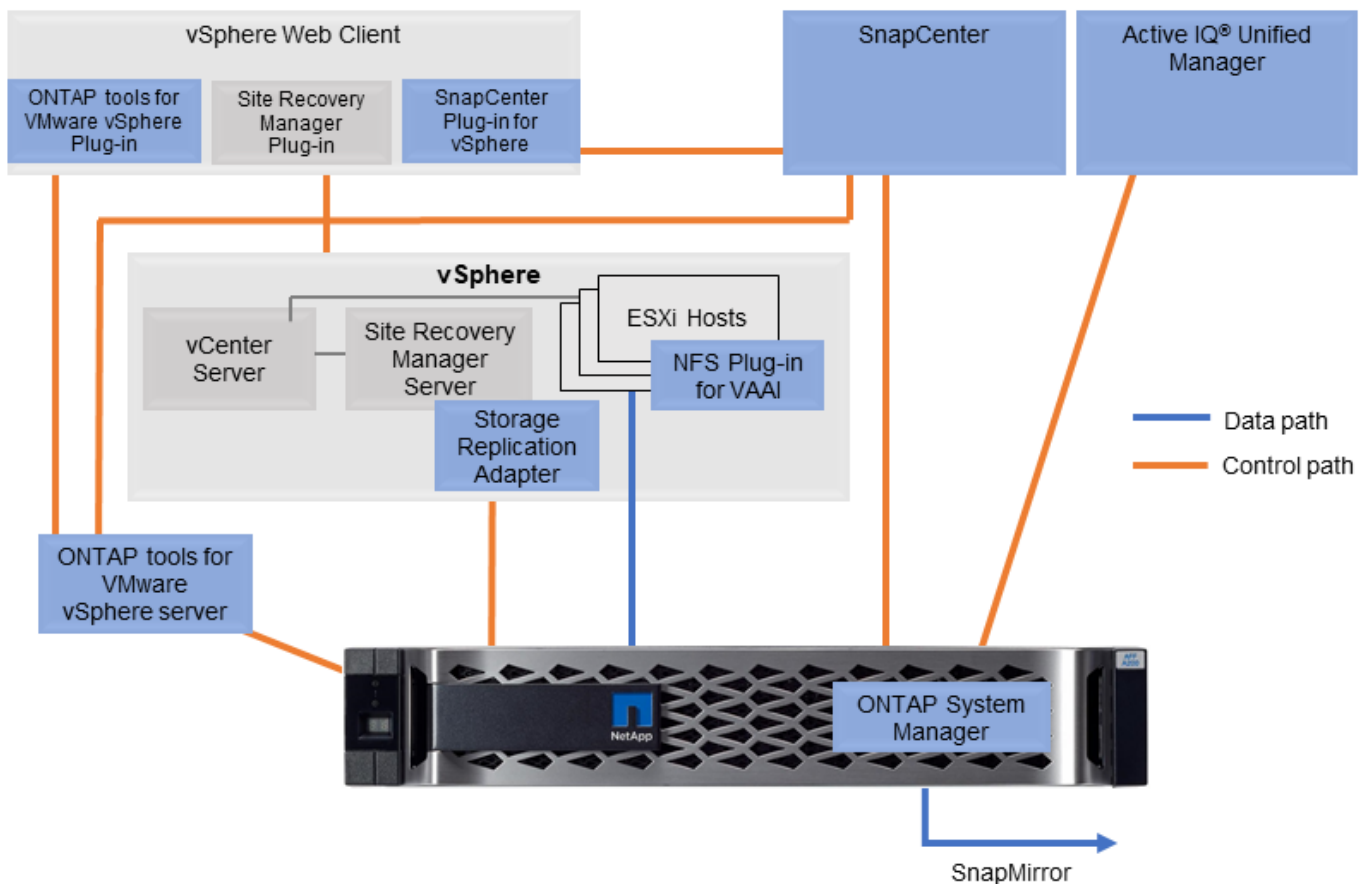 vSphere Web Client
ONTAP tools for
VMware vSphere
Plug-in
Site Recovery
Manager
Plug-in
SnapCenter
Plug-in for
vSphere
SnapCenter
Active IQ® Unified
Manager
vSphere
vCenter
Server
Site Recovery
Manager
Server
Storage
Replication
Adapter
ESXi Hosts
NFS Plug-in
for VAAI
Data path
Control path
ONTAP tools for
VMware
vSphere server
NetApp
ONTAP System
Manager
AFF
A200
SnapMirror